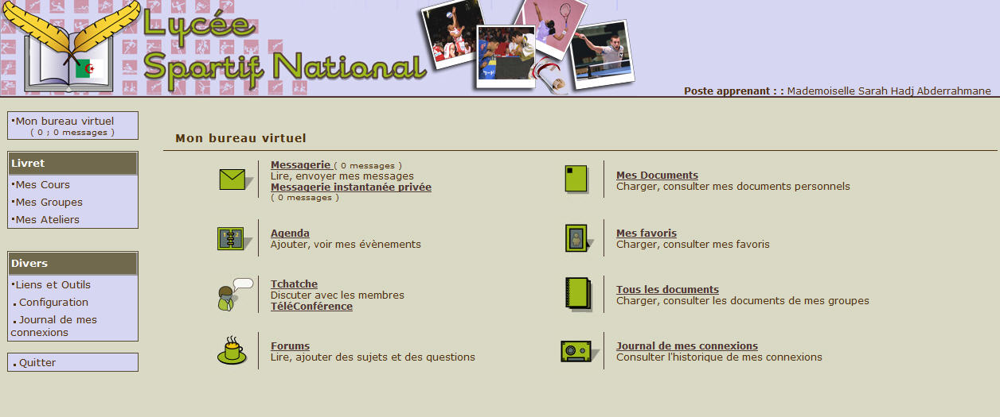 Lycée
Sportif National
Poste apprenant : : Mademoiselle Sarah Hadj Abderrahmane
Mon bureau virtuel
( 0 ; 0 messages )
Livret
Mes Cours
Mes Groupes
Mes Ateliers
Divers
Liens et Outils
Configuration
Journal de mes
connexions
Quitter
Mon bureau virtuel
Messagerie ( 0 messages )
Lire, envoyer mes messages
Messagerie instantanée privée
( 0 messages )
Mes Documents
Charger, consulter mes documents personnels
1 2
Agenda
Ajouter, voir mes évènements
Mes favoris
Charger, consulter mes favoris
Tchatche
Discuter avec les membres
TéléConférence
Tous les documents
Charger, consulter les documents de mes groupes
Forums
Lire, ajouter des sujets et des questions
Journal de mes connexions
Consulter l'historique de mes connexions